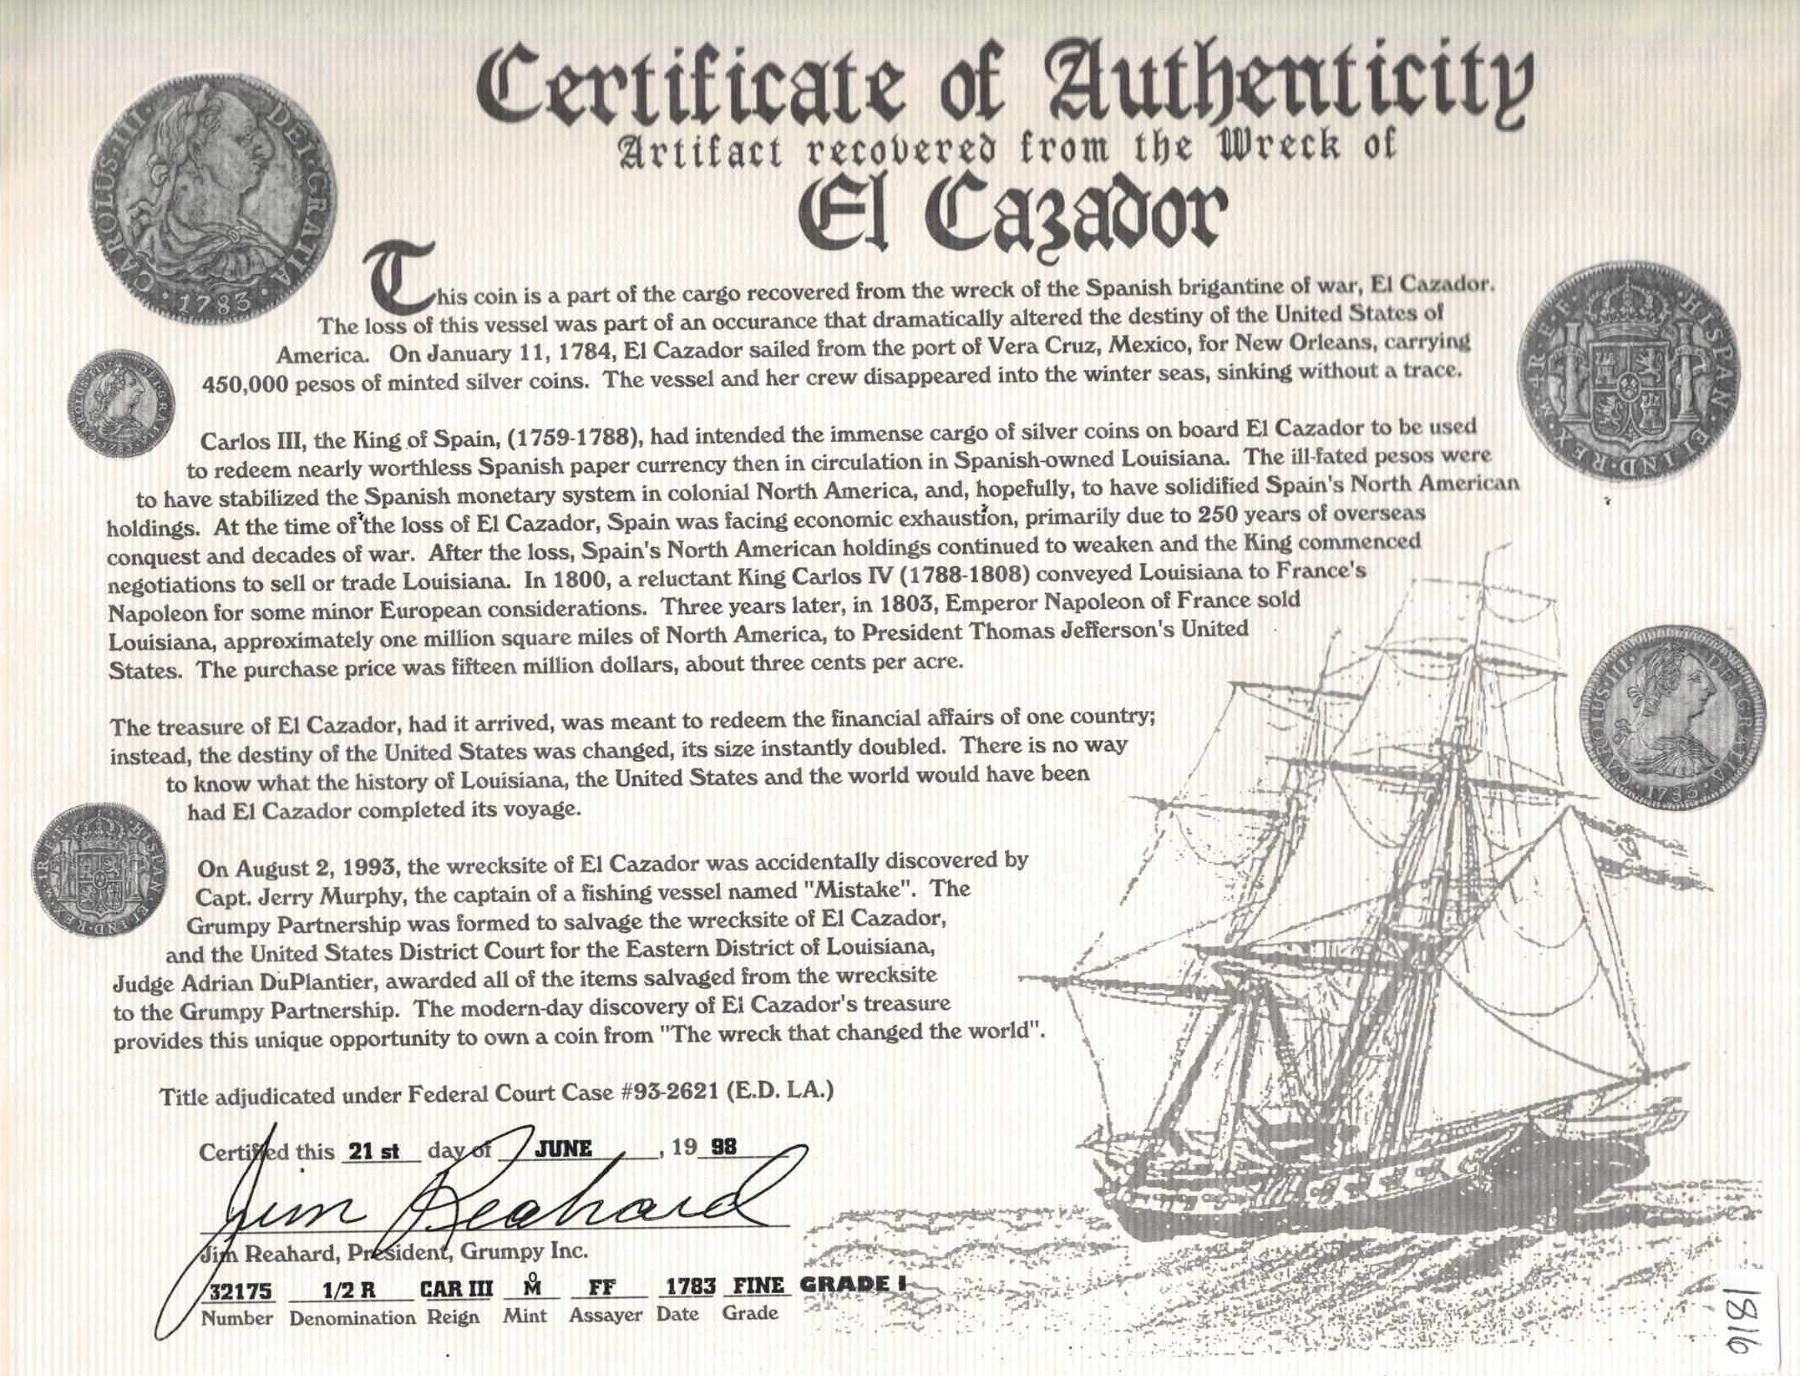 Certificate of Authenticity
Artifact recovered from the Wreck of
El Cazador
CAROLUS·III· DEI·GRATIA ·1783·
This coin is a part of the cargo recovered from the wreck of the Spanish brigantine of war, El Cazador.
The loss of this vessel was part of an occurance that dramatically altered the destiny of the United States of
America. On January 11, 1784, El Cazador sailed from the port of Vera Cruz, Mexico, for New Orleans, carrying
450,000 pesos of minted silver coins. The vessel and her crew disappeared into the winter seas, sinking without a trace.
Carlos III, the King of Spain, (1759-1788), had intended the immense cargo of silver coins on board El Cazador to be used
to redeem nearly worthless Spanish paper currency then in circulation in Spanish-owned Louisiana. The ill-fated pesos were
to have stabilized the Spanish monetary system in colonial North America, and, hopefully, to have solidified Spain's North American
holdings. At the time of the loss of El Cazador, Spain was facing economic exhaustion, primarily due to 250 years of overseas
conquest and decades of war. After the loss, Spain's North American holdings continued to weaken and the King commenced
negotiations to sell or trade Louisiana. In 1800, a reluctant King Carlos IV (1788-1808) conveyed Louisiana to France's
Napoleon for some minor European considerations. Three years later, in 1803, Emperor Napoleon of France sold
Louisiana, approximately one million square miles of North America, to President Thomas Jefferson's United
States. The purchase price was fifteen million dollars, about three cents per acre.
CAROLUS·III· DEI·GRATIA ·1783·
The treasure of El Cazador, had it arrived, was meant to redeem the financial affairs of one country;
instead, the destiny of the United States was changed, its size instantly doubled. There is no way
to know what the history of Louisiana, the United States and the world would have been
had El Cazador completed its voyage.
On August 2, 1993, the wrecksite of El Cazador was accidentally discovered by
Capt. Jerry Murphy, the captain of a fishing vessel named "Mistake". The
Grumpy Partnership was formed to salvage the wrecksite of El Cazador,
and the United States District Court for the Eastern District of Louisiana,
Judge Adrian DuPlantier, awarded all of the items salvaged from the wrecksite
to the Grumpy Partnership. The modern-day discovery of El Cazador's treasure
provides this unique opportunity to own a coin from "The wreck that changed the world".
Title adjudicated under Federal Court Case #93-2621 (E.D. LA.)
Certified this 21 st day of JUNE, 19 98
Jim Reahard
Jim Reahard, President, Grumpy Inc.
32175 1/2 R CAR III M̊ FF 1783 FINE GRADE I
Number Denomination Reign Mint Assayer Date Grade
1816